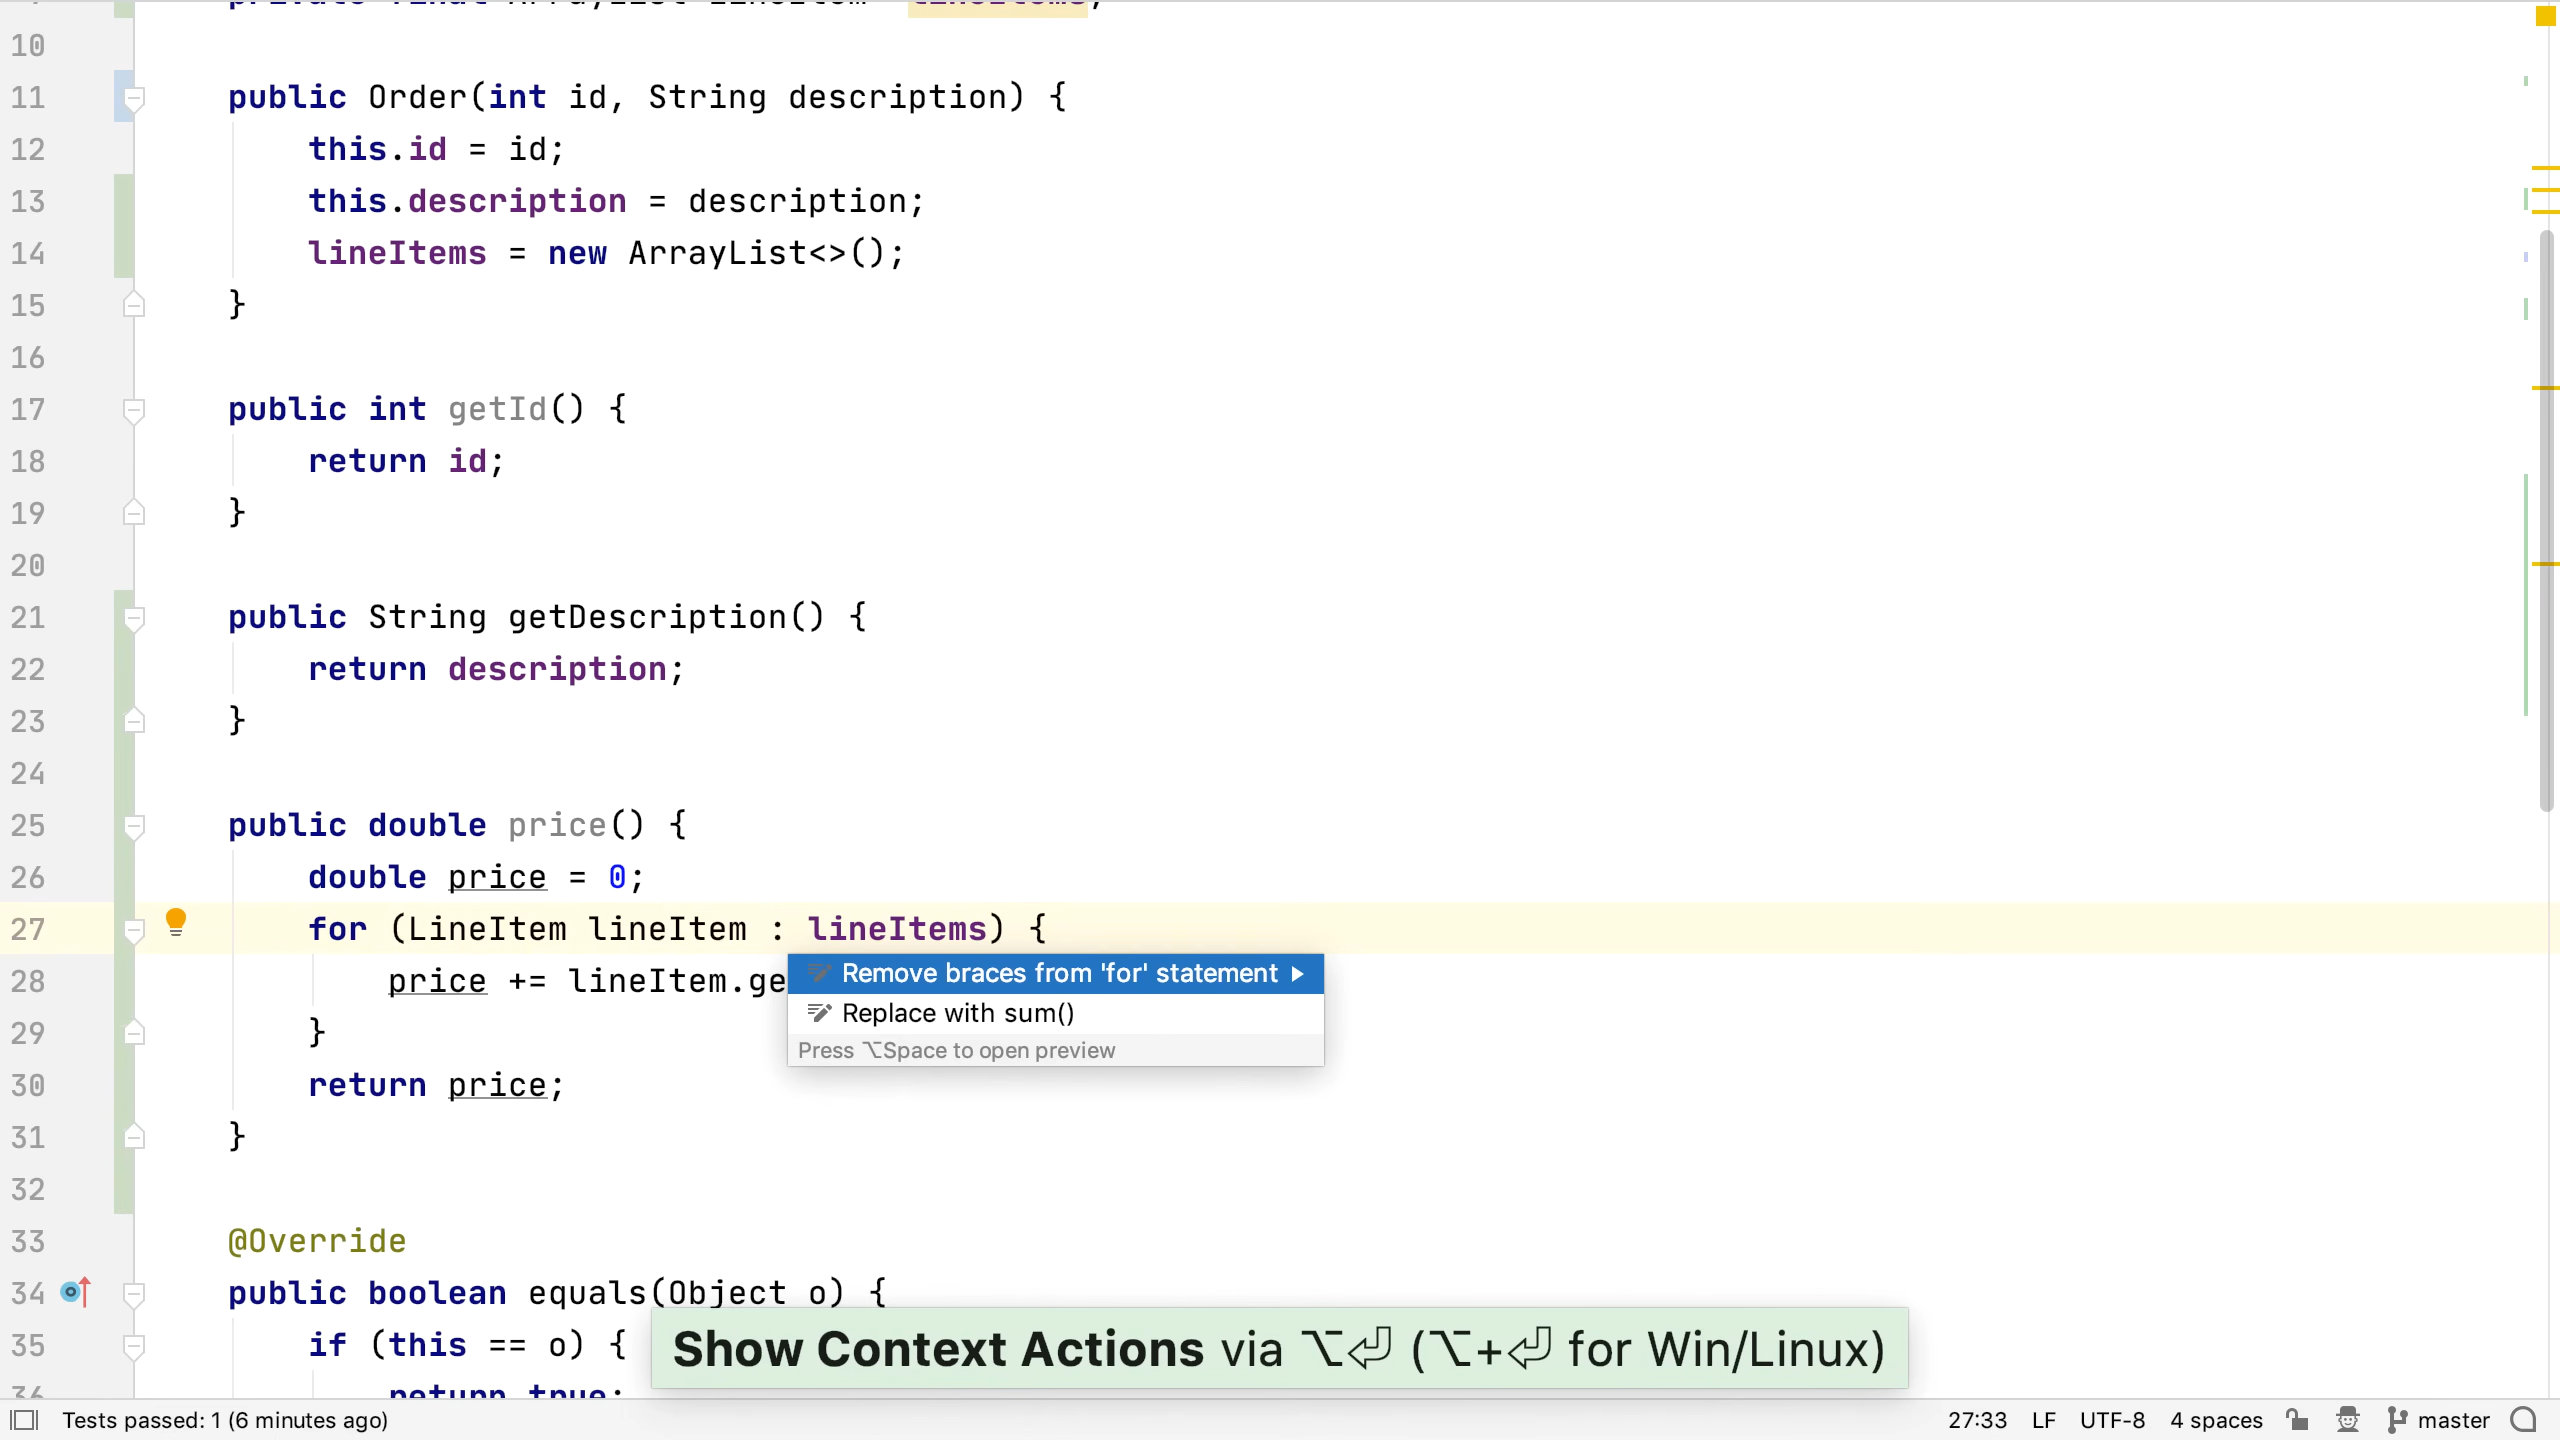 10
11 public Order(int id, String description) {
12 this.id = id;
13 this.description = description;
14 lineItems = new ArrayList<>();
15 }
16
17 public int getId() {
18 return id;
19 }
20
21 public String getDescription() {
22 return description;
23 }
24
25 public double price() {
26 double price = 0;
27 for (LineItem lineItem : lineItems) {
28 price += lineItem.ge
Remove braces from 'for' statement
Replace with sum()
Press ⌥Space to open preview
29 }
30 return price;
31 }
32
33 @Override
34 public boolean equals(Object o) {
35 if (this == o) {
36 return true;
Show Context Actions via ⌥⏎ (⌥+⏎ for Win/Linux)
Tests passed: 1 (6 minutes ago) 27:33 LF UTF-8 4 spaces master